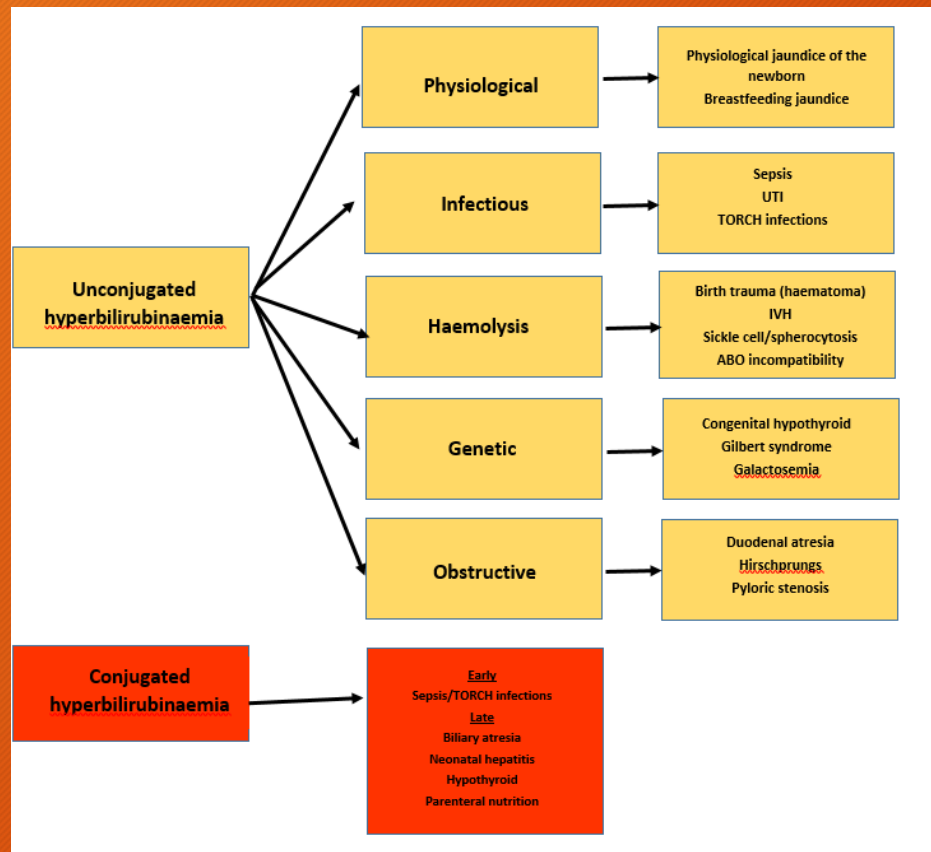 Unconjugated
hyperbilirubinaemia
Physiological
Physiological jaundice of the
newborn
Breastfeeding jaundice
Infectious
Sepsis
UTI
TORCH infections
Haemolysis
Birth trauma (haematoma)
IVH
Sickle cell/spherocytosis
ABO incompatibility
Genetic
Congenital hypothyroid
Gilbert syndrome
Galactosemia
Obstructive
Duodenal atresia
Hirschprungs
Pyloric stenosis
Conjugated
hyperbilirubinaemia
Early
Sepsis/TORCH infections
Late
Biliary atresia
Neonatal hepatitis
Hypothyroid
Parenteral nutrition